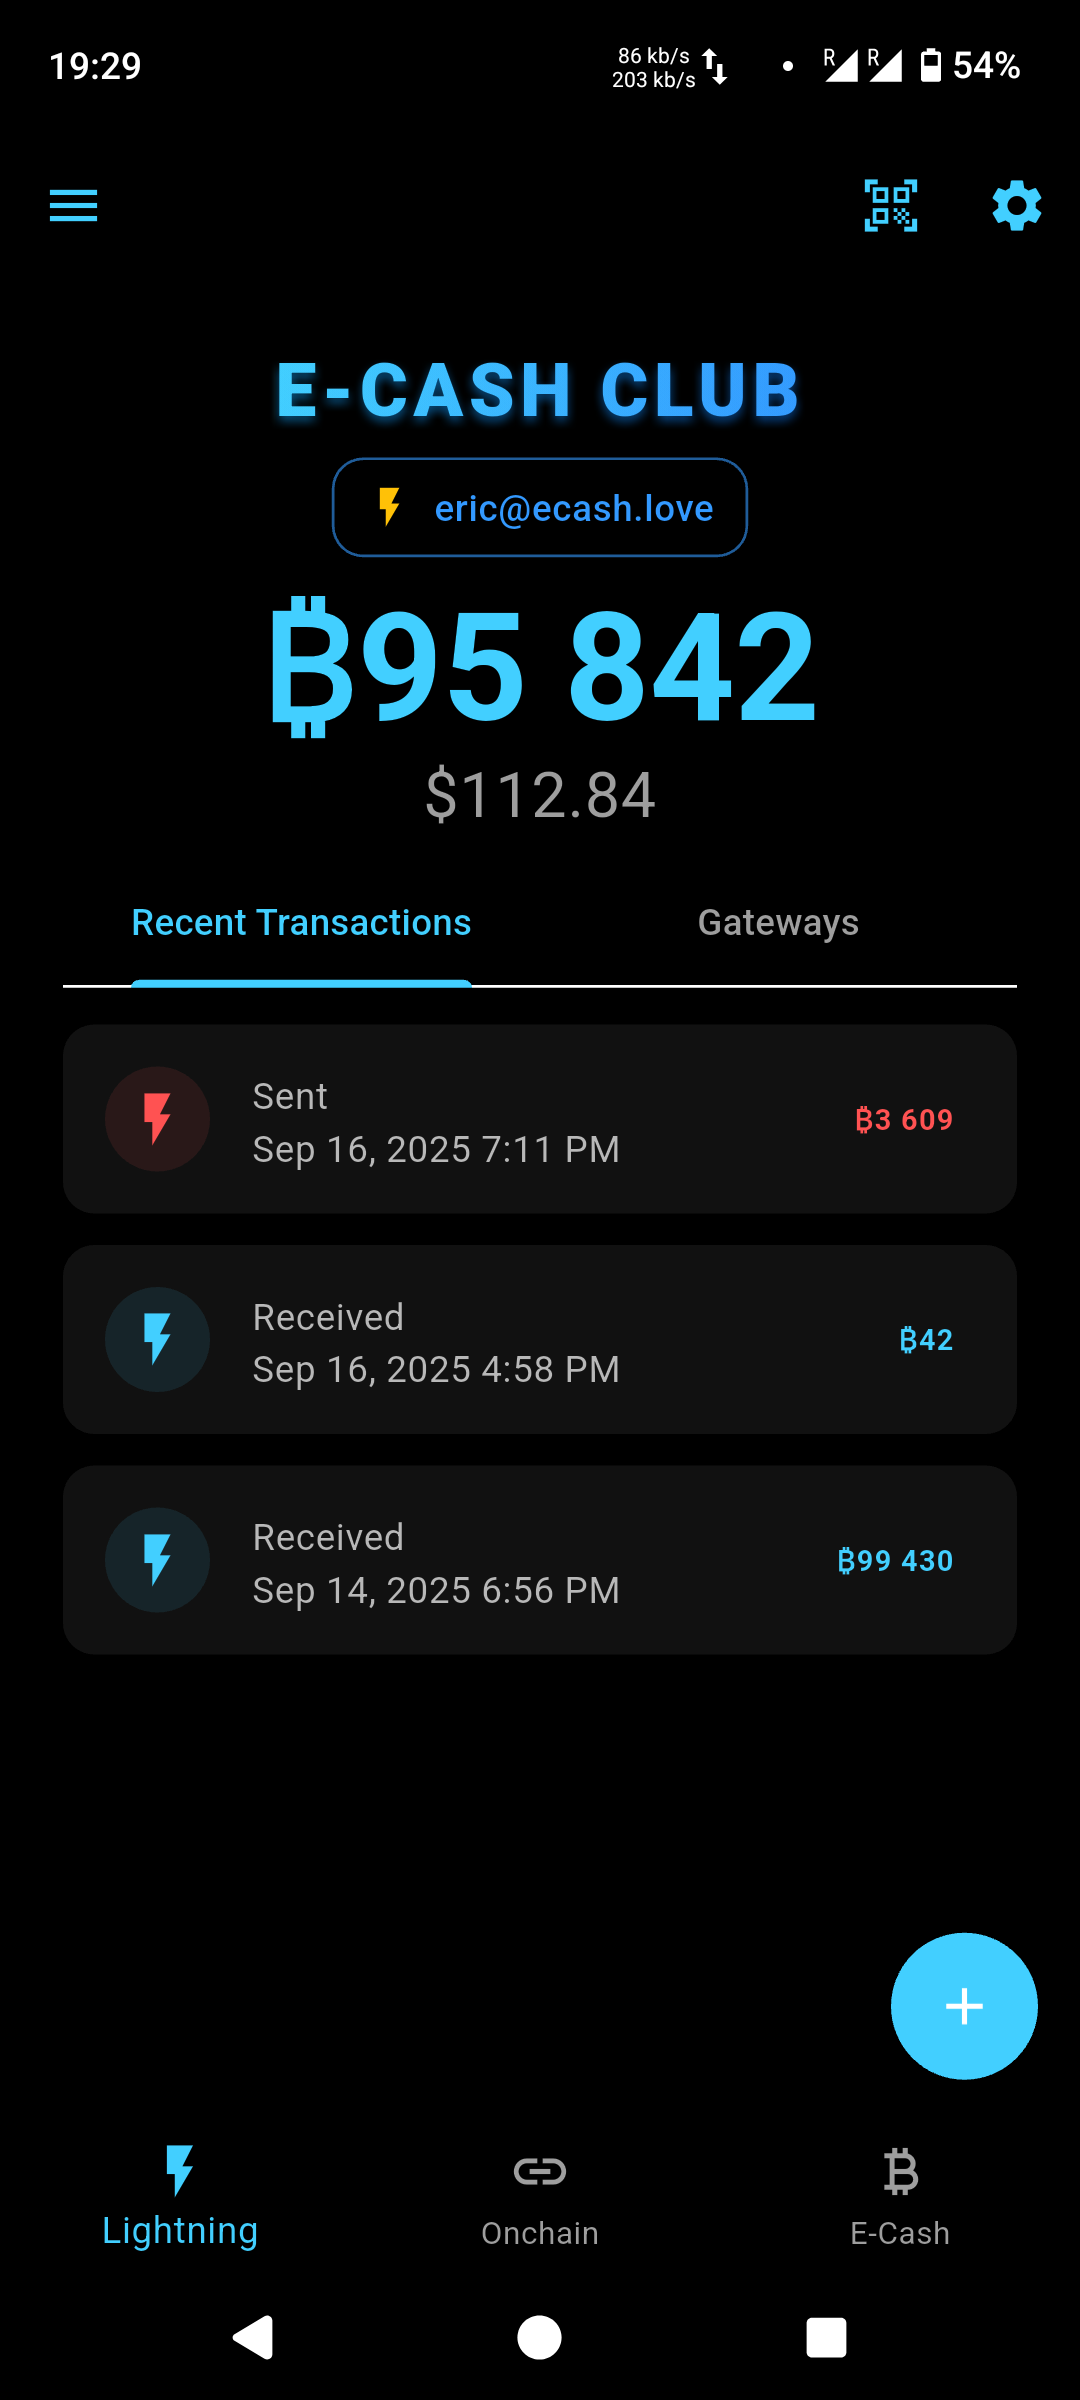 19:29
86 kb/s
203 kb/s
R R 54%
E-CASH CLUB
eric@ecash.love
₿95 842
$112.84
Recent Transactions Gateways
Sent
₿3 609
Sep 16, 2025 7:11 PM
Received
₿42
Sep 16, 2025 4:58 PM
Received
₿99 430
Sep 14, 2025 6:56 PM
Lightning Onchain E-Cash